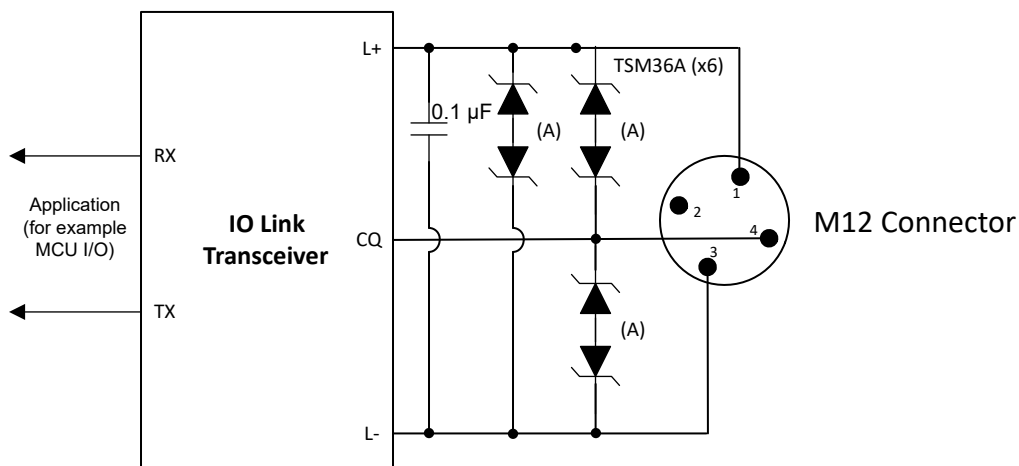 L+
TSM36A (x6)
0.1 µF
(A)
(A)
RX
1
2
Application
(for example
MCU I/O)
IO Link
Transceiver
CQ
4
M12 Connector
3
TX
(A)
L-